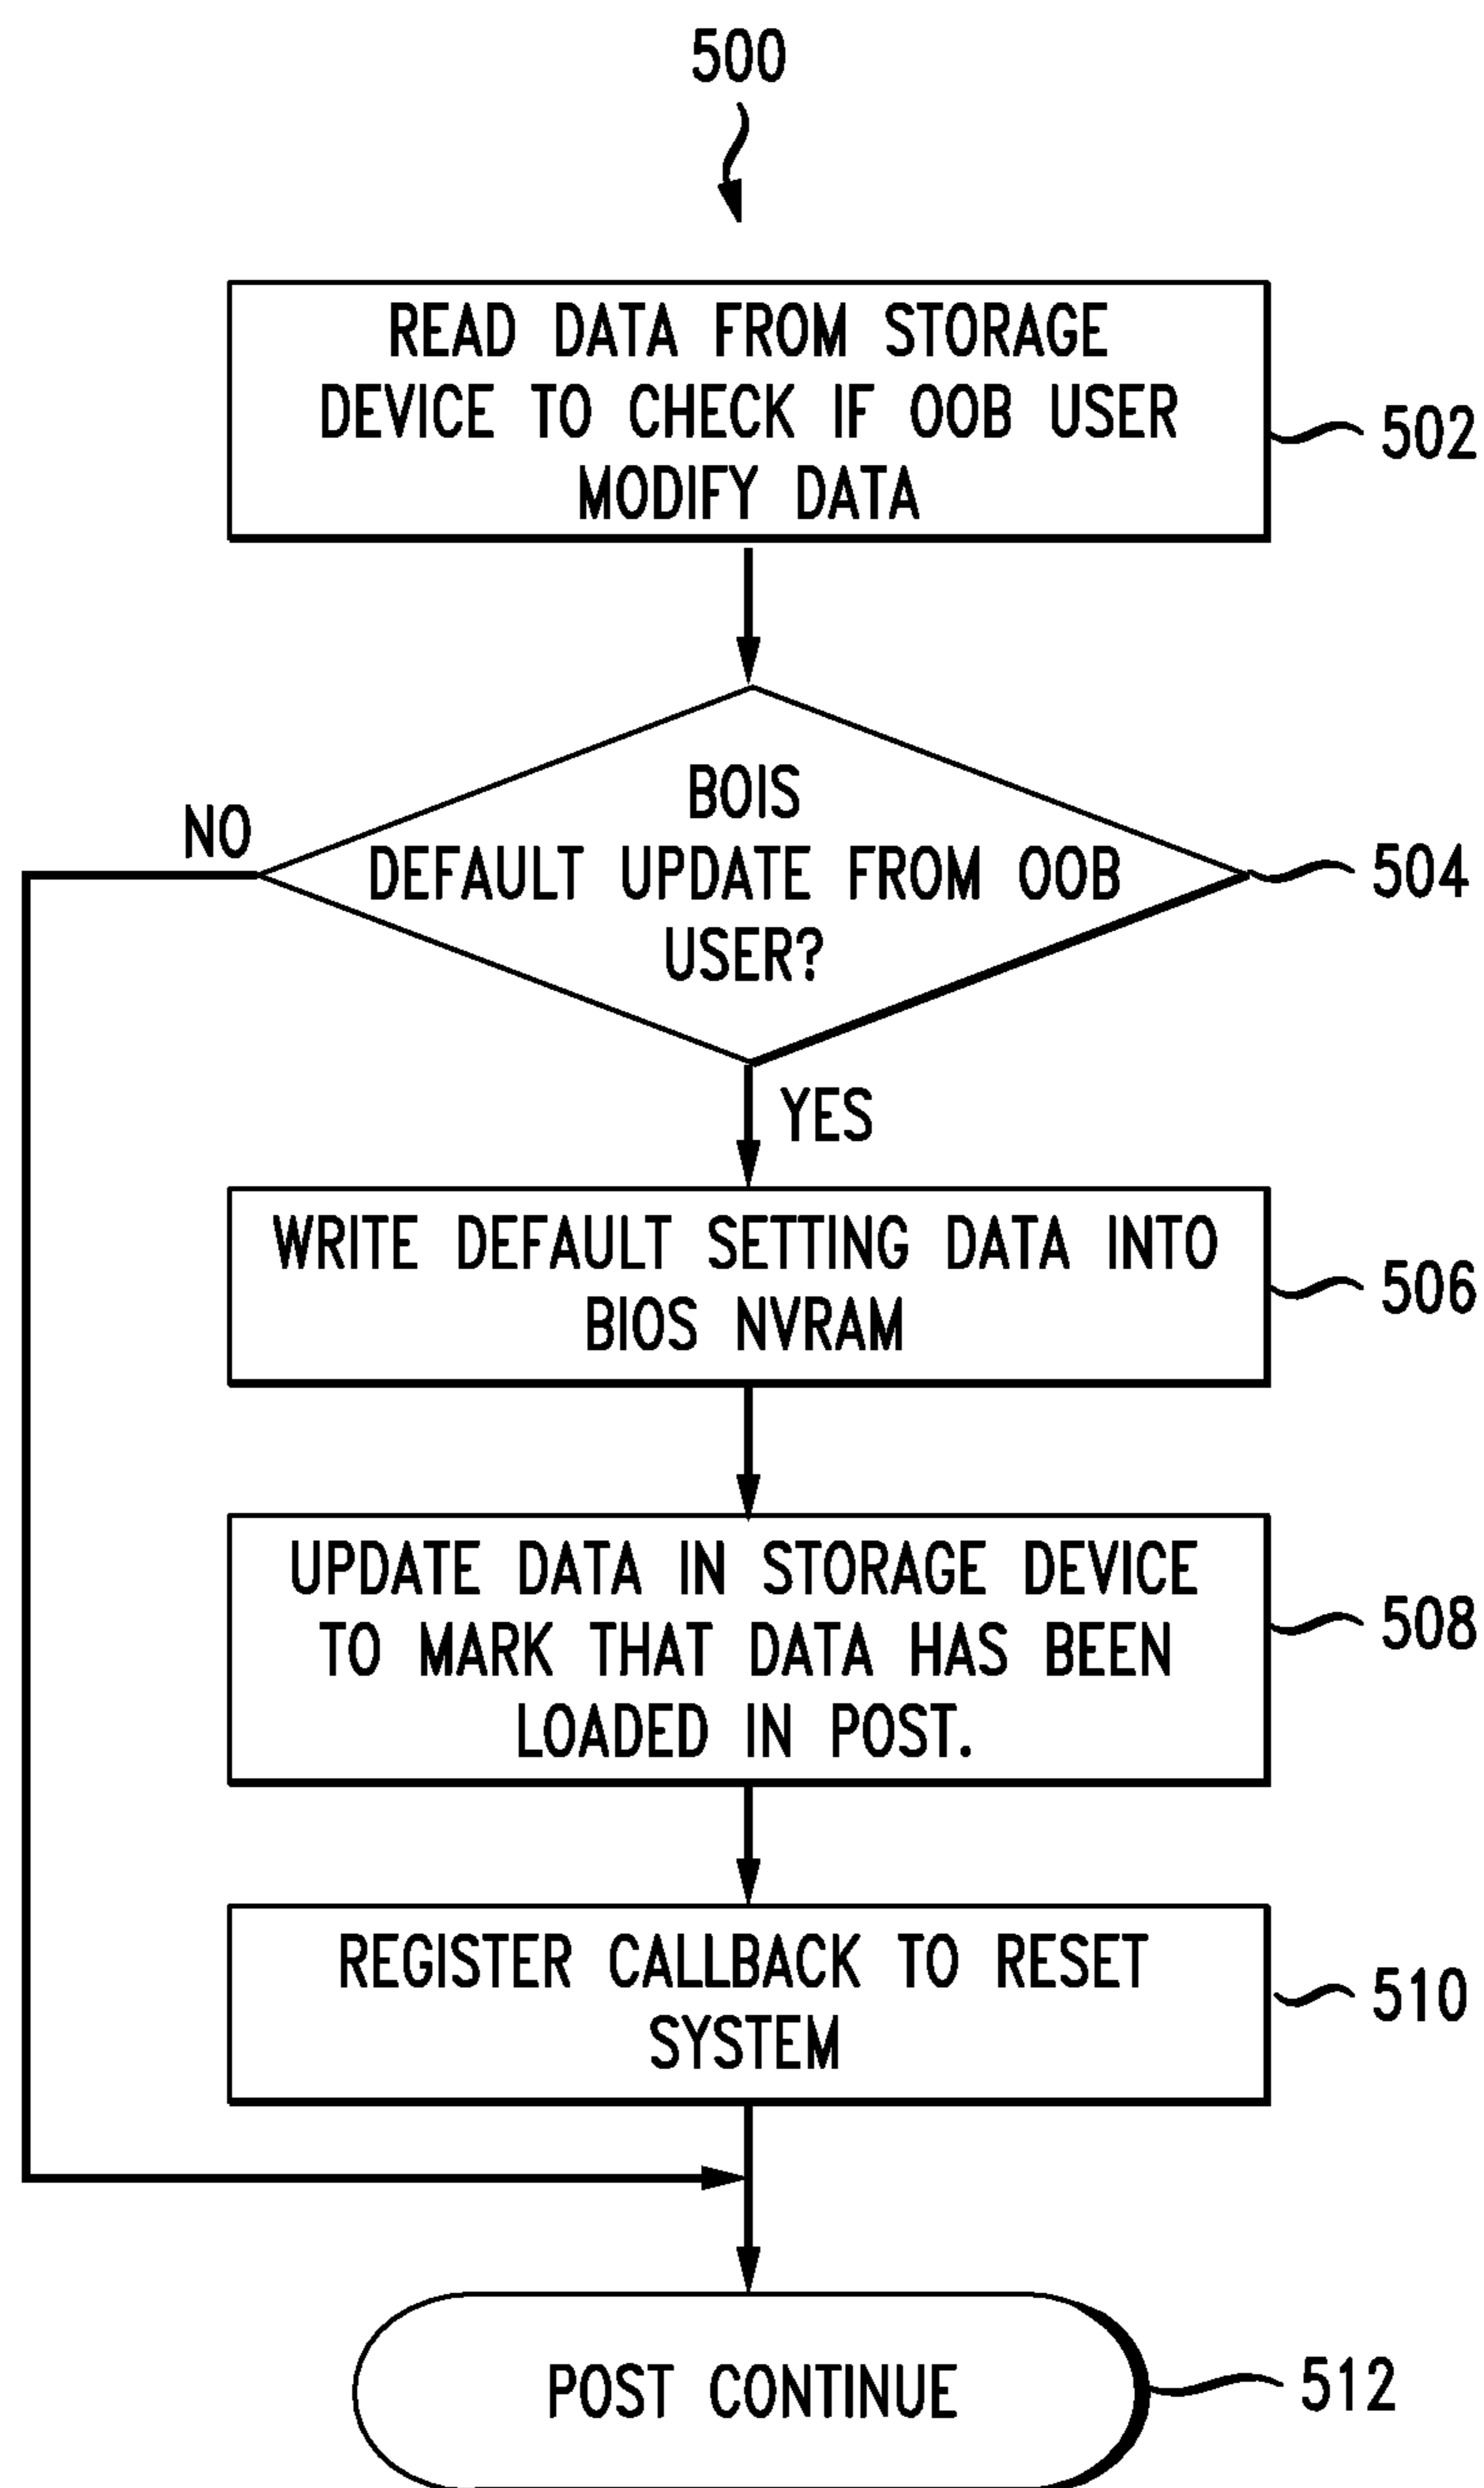 500
READ DATA FROM STORAGE
DEVICE TO CHECK IF OOB USER
MODIFY DATA
502
BOIS
DEFAULT UPDATE FROM OOB
USER?
504
NO
YES
WRITE DEFAULT SETTING DATA INTO
BIOS NVRAM
506
UPDATE DATA IN STORAGE DEVICE
TO MARK THAT DATA HAS BEEN
LOADED IN POST.
508
REGISTER CALLBACK TO RESET
SYSTEM
510
POST CONTINUE
512